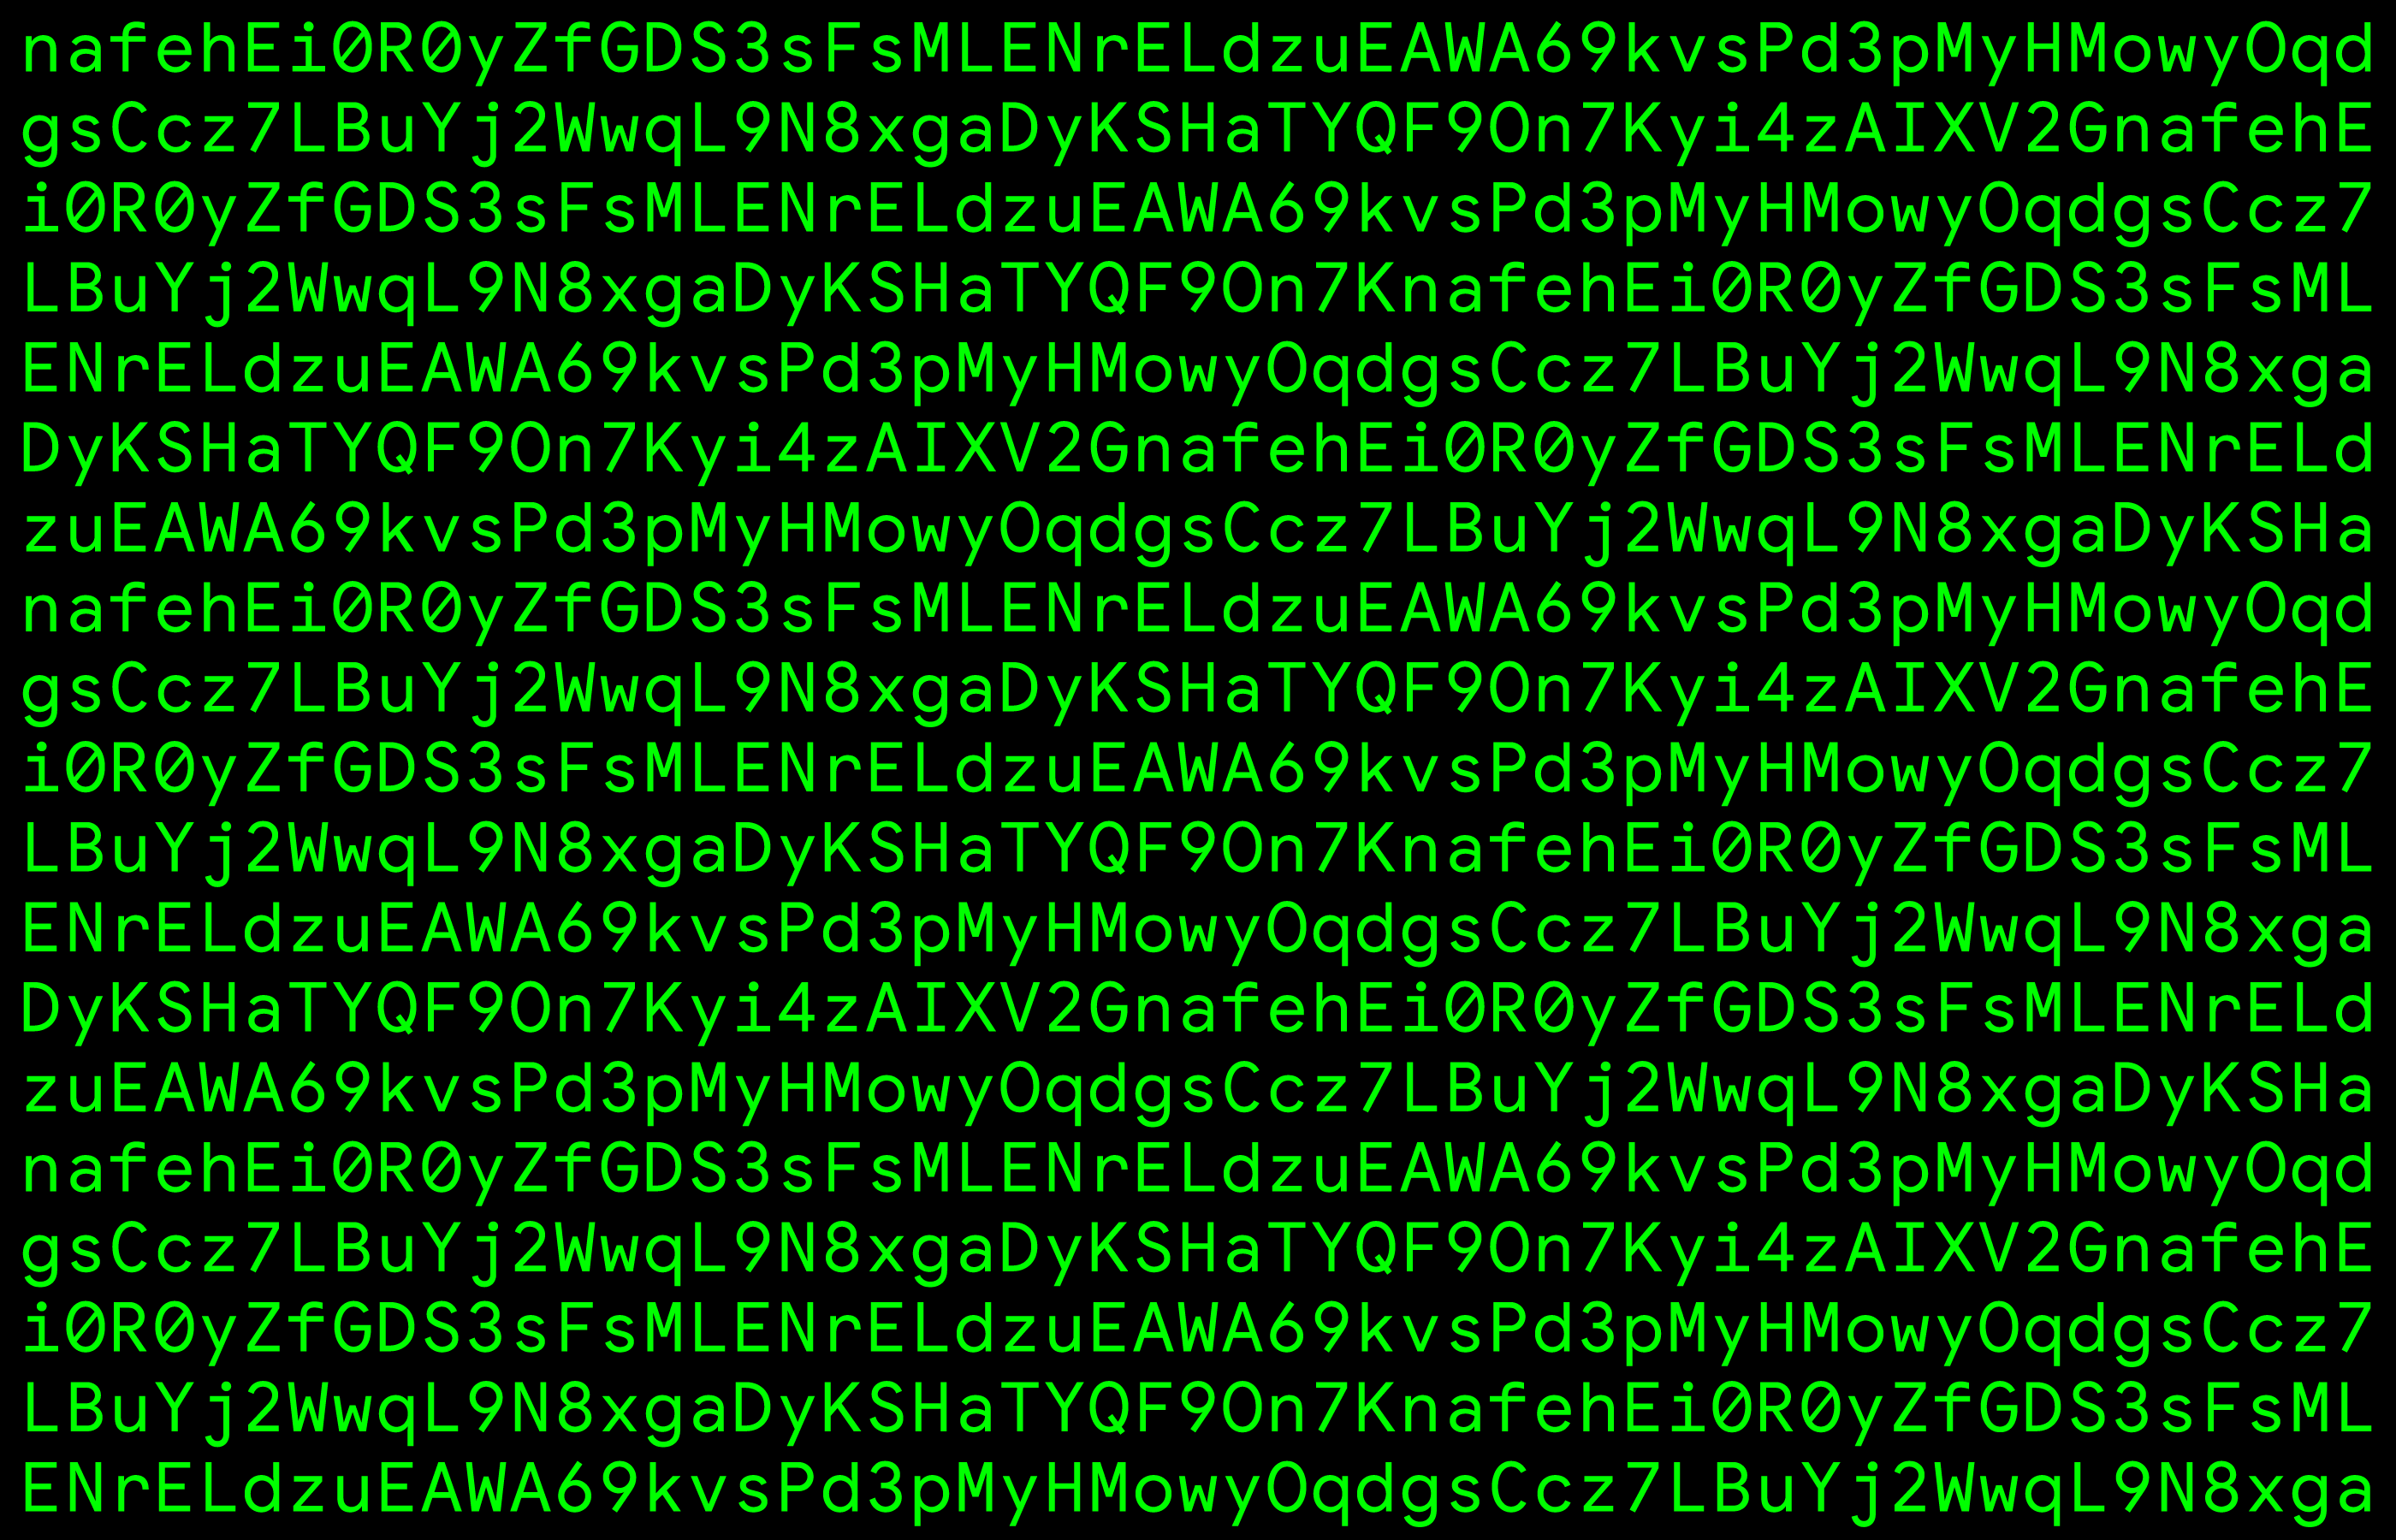 nafehEi0R0yZfGDS3sFsMLENrELdzuEAWA69kvsPd3pMyHMowyOqd
gsCcz7LBuYj2WwqL9N8xgaDyKSHaTYQF9On7Kyi4zAIXV2GnafehE
i0R0yZfGDS3sFsMLENrELdzuEAWA69kvsPd3pMyHMowyOqdgsCcz7
LBuYj2WwqL9N8xgaDyKSHaTYQF9On7KnafehEi0R0yZfGDS3sFsML
ENrELdzuEAWA69kvsPd3pMyHMowyOqdgsCcz7LBuYj2WwqL9N8xga
DyKSHaTYQF9On7Kyi4zAIXV2GnafehEi0R0yZfGDS3sFsMLENrELd
zuEAWA69kvsPd3pMyHMowyOqdgsCcz7LBuYj2WwqL9N8xgaDyKSHa
nafehEi0R0yZfGDS3sFsMLENrELdzuEAWA69kvsPd3pMyHMowyOqd
gsCcz7LBuYj2WwqL9N8xgaDyKSHaTYQF9On7Kyi4zAIXV2GnafehE
i0R0yZfGDS3sFsMLENrELdzuEAWA69kvsPd3pMyHMowyOqdgsCcz7
LBuYj2WwqL9N8xgaDyKSHaTYQF9On7KnafehEi0R0yZfGDS3sFsML
ENrELdzuEAWA69kvsPd3pMyHMowyOqdgsCcz7LBuYj2WwqL9N8xga
DyKSHaTYQF9On7Kyi4zAIXV2GnafehEi0R0yZfGDS3sFsMLENrELd
zuEAWA69kvsPd3pMyHMowyOqdgsCcz7LBuYj2WwqL9N8xgaDyKSHa
nafehEi0R0yZfGDS3sFsMLENrELdzuEAWA69kvsPd3pMyHMowyOqd
gsCcz7LBuYj2WwqL9N8xgaDyKSHaTYQF9On7Kyi4zAIXV2GnafehE
i0R0yZfGDS3sFsMLENrELdzuEAWA69kvsPd3pMyHMowyOqdgsCcz7
LBuYj2WwqL9N8xgaDyKSHaTYQF9On7KnafehEi0R0yZfGDS3sFsML
ENrELdzuEAWA69kvsPd3pMyHMowyOqdgsCcz7LBuYj2WwqL9N8xga